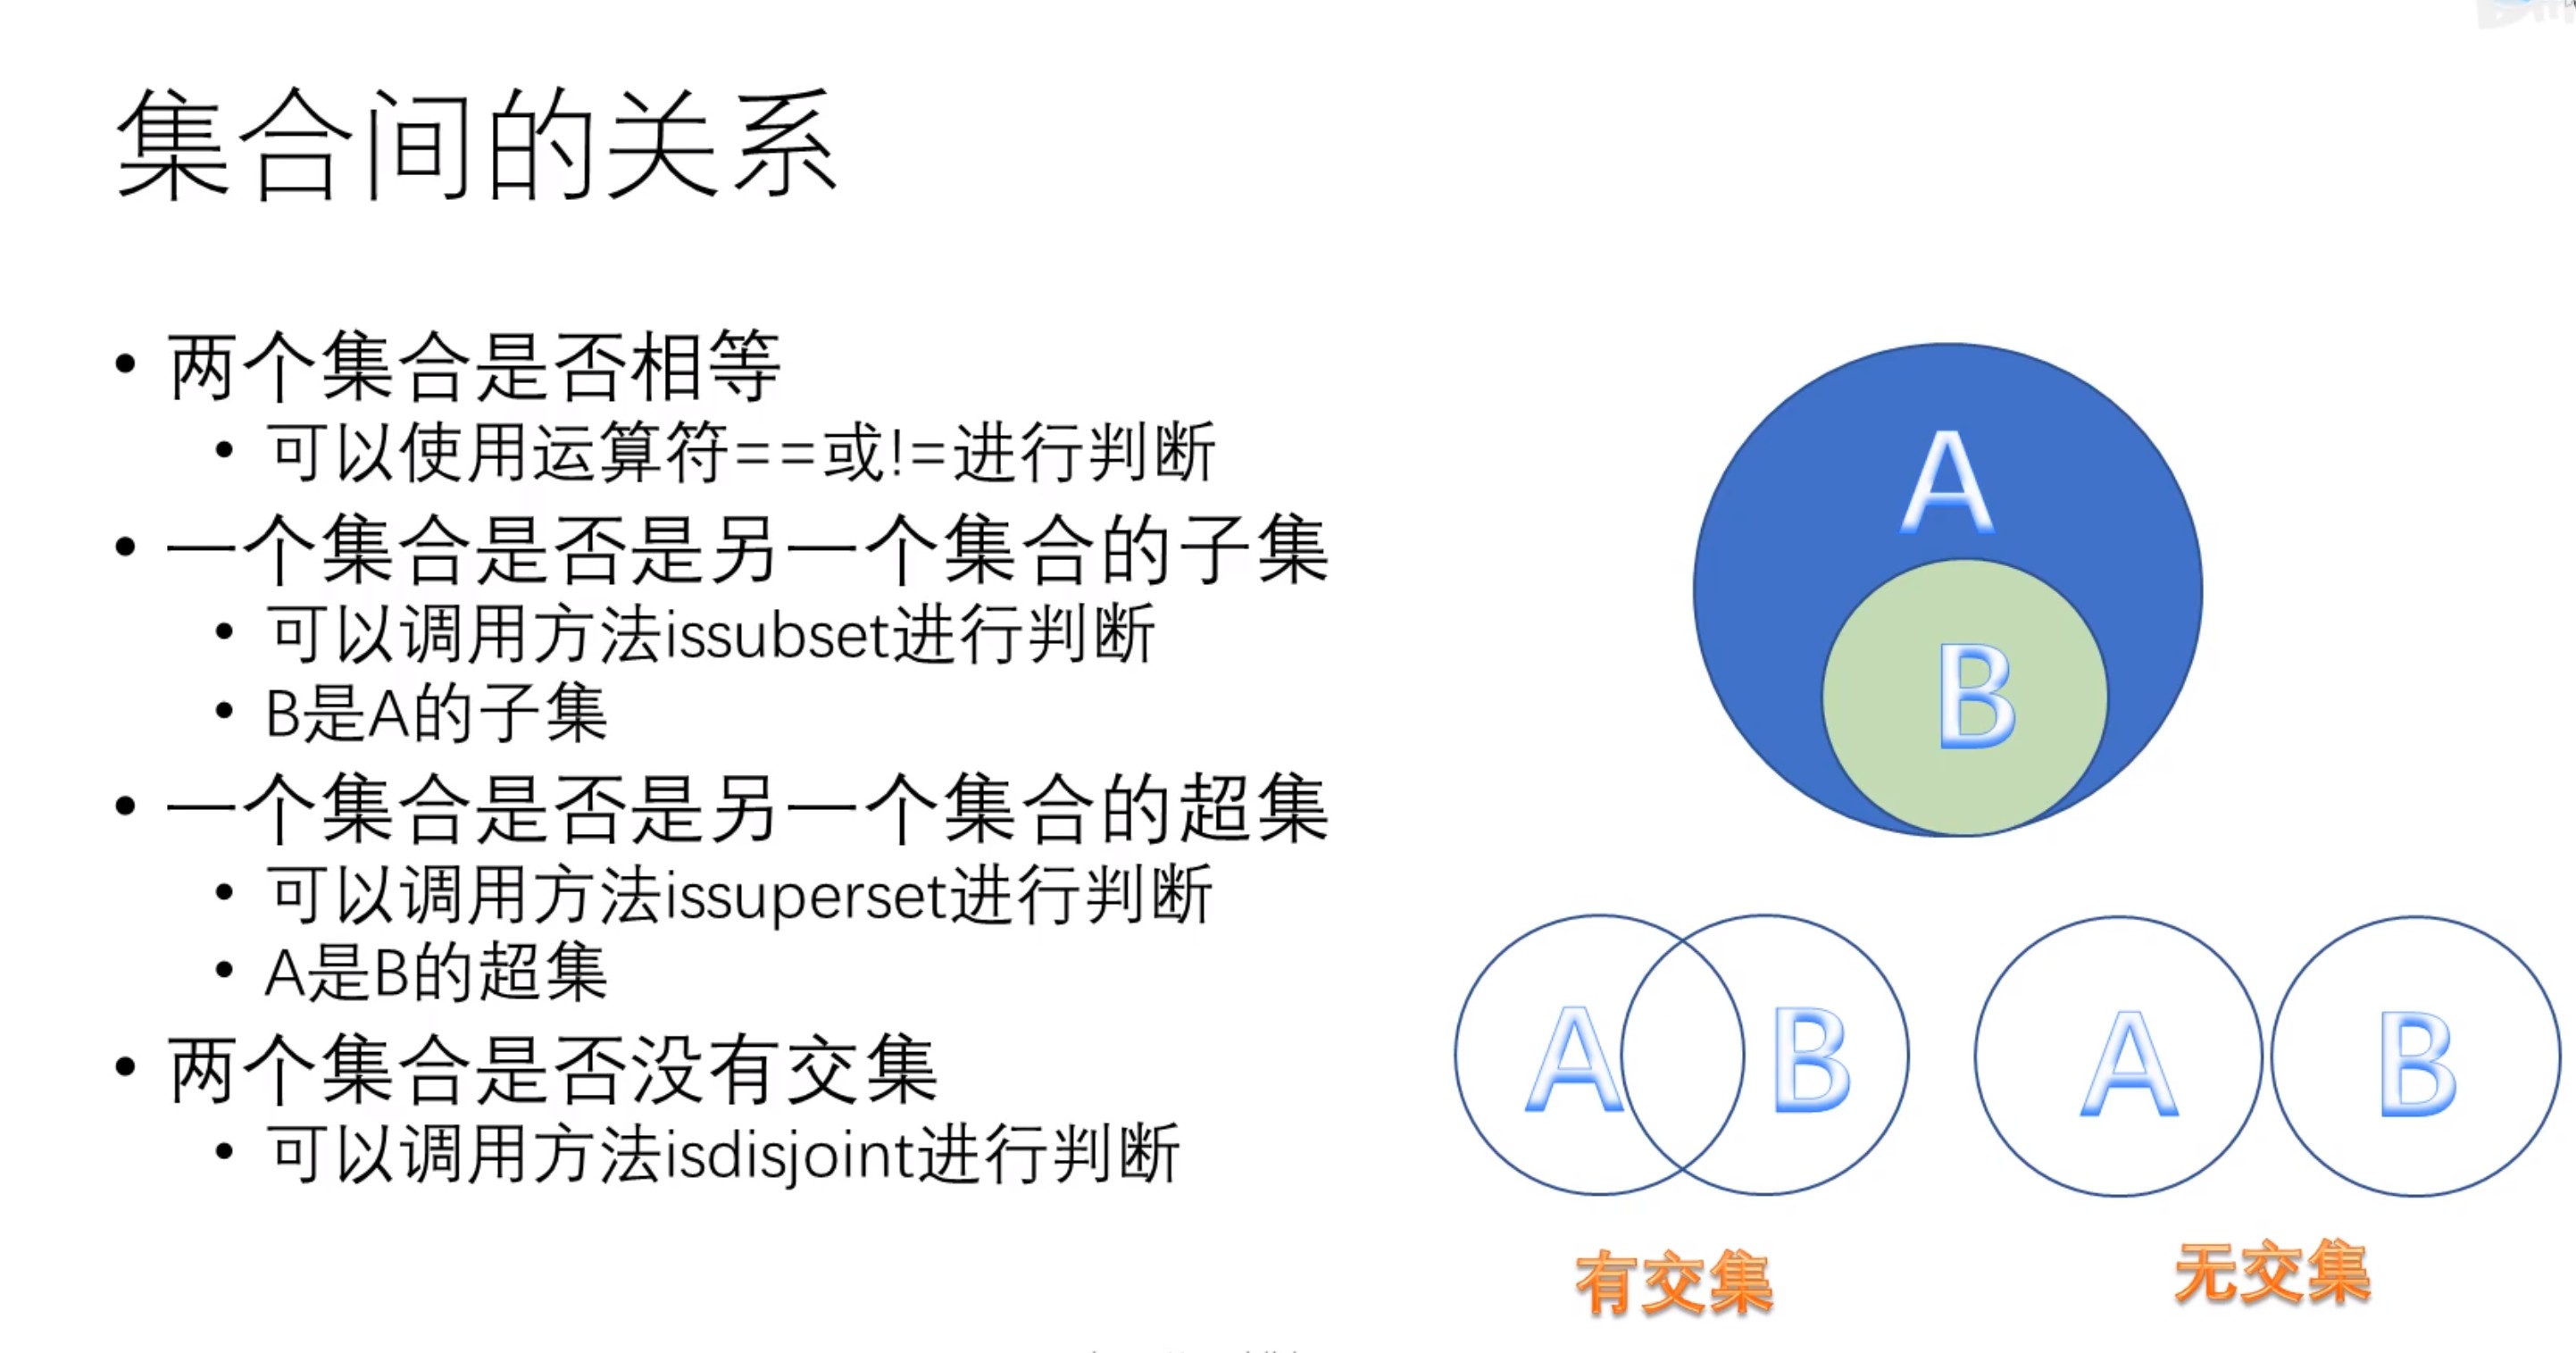 集合间的关系
• 两个集合是否相等
• 可以使用运算符==或!=进行判断
• 一个集合是否是另一个集合的子集
• 可以调用方法issubset进行判断
• B是A的子集
• 一个集合是否是另一个集合的超集
• 可以调用方法issuperset进行判断
• A是B的超集
• 两个集合是否没有交集
• 可以调用方法isdisjoint进行判断
A
B
A B
A B
有交集
无交集